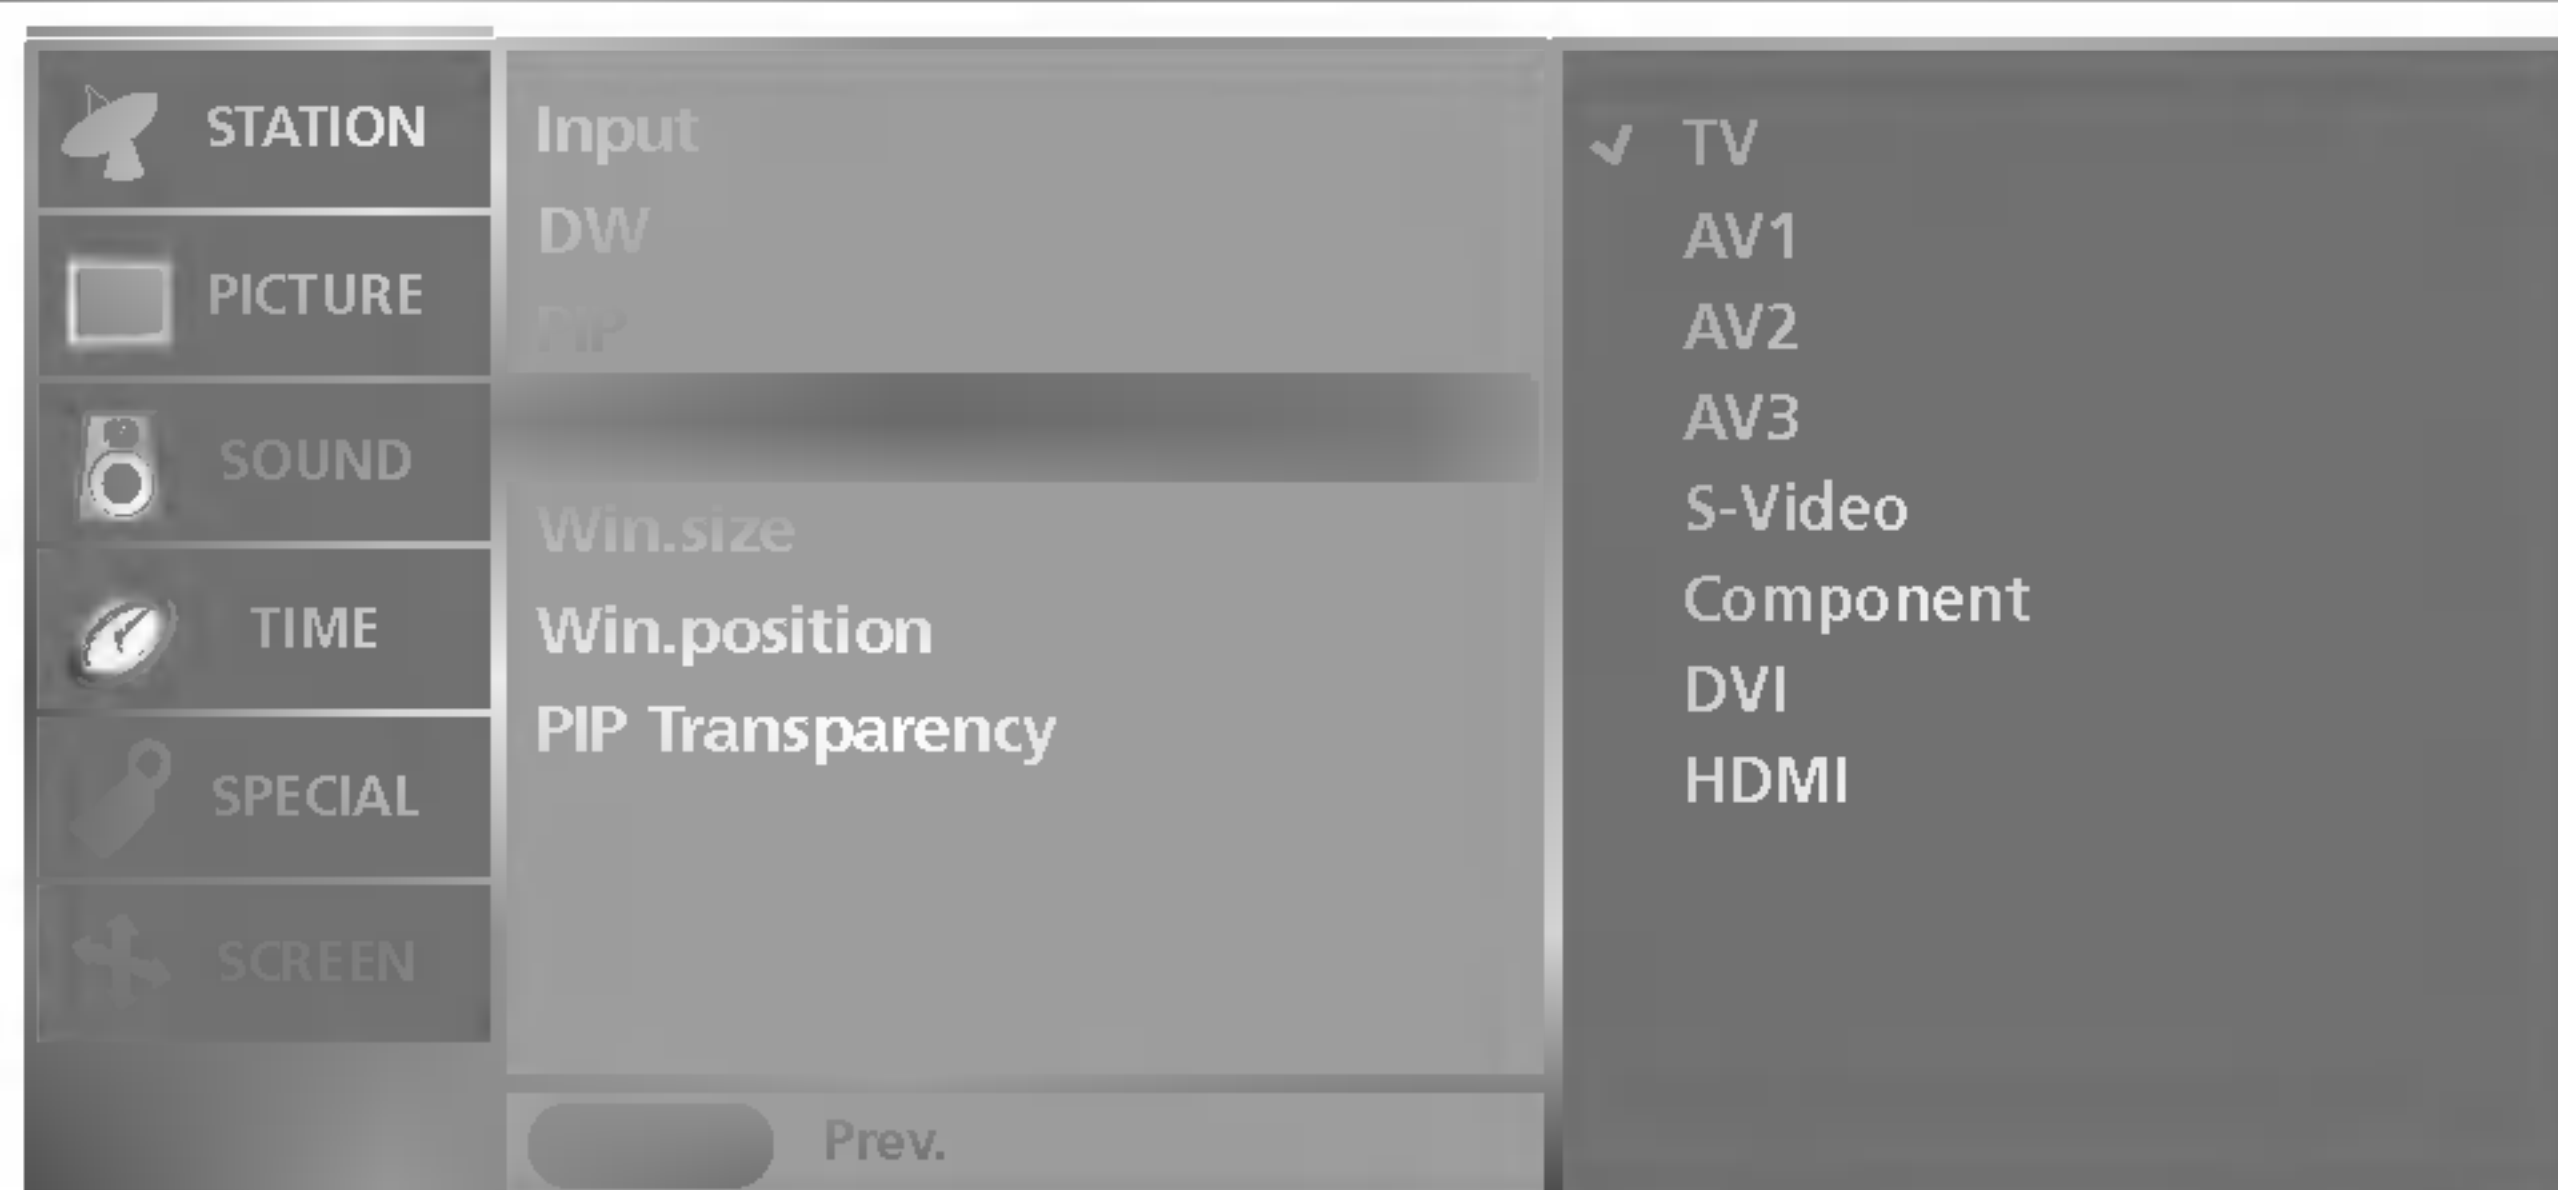 STATION
PICTURE
SOUND
TIME
SPECIAL
SCREEN
Input
DW
PIP
Win.size
Win.position
PIP Transparency
Prev.
TV
AV1
AV2
AV3
S-Video
Component
DVI
HDMI